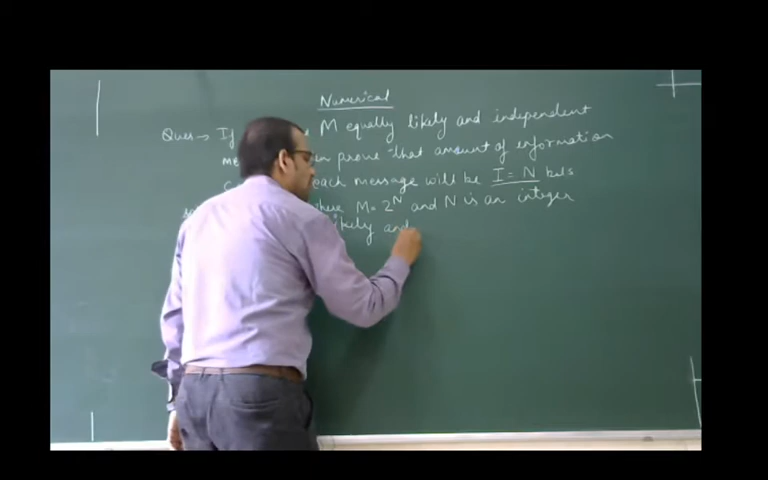 Numerical
Ques → If M equally likely and independent
prove that amount of information
each message will be I = N bits
where M = 2^N and N is an integer
likely and